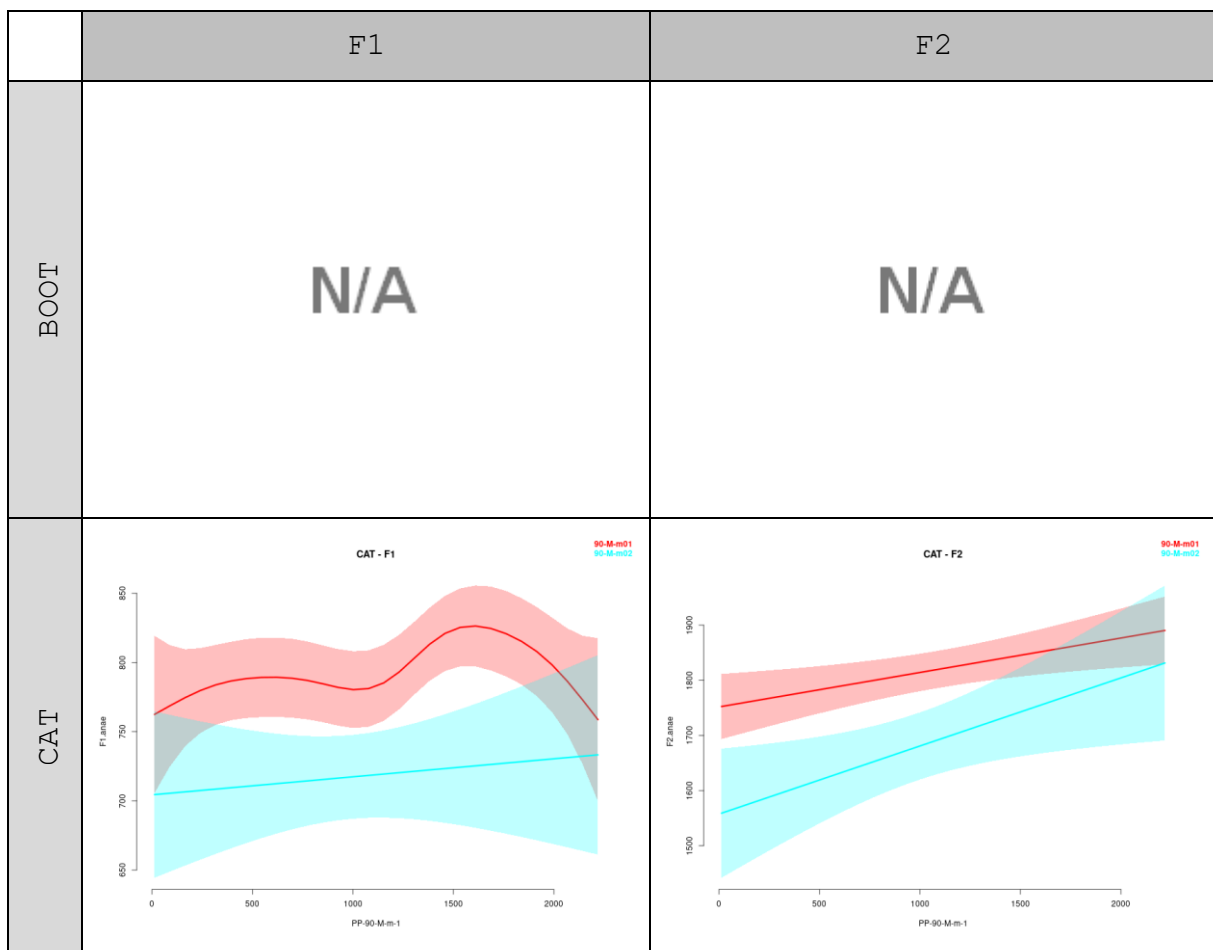 F1 F2
BOOT
N/A N/A
CAT
CAT - F1
90-M-m01
90-M-m02
F1.anae
850
800
750
700
650
0 500 1000 1500 2000
PP-90-M-m-1
CAT - F2
90-M-m01
90-M-m02
F2.anae
1900
1800
1700
1600
1500
0 500 1000 1500 2000
PP-90-M-m-1